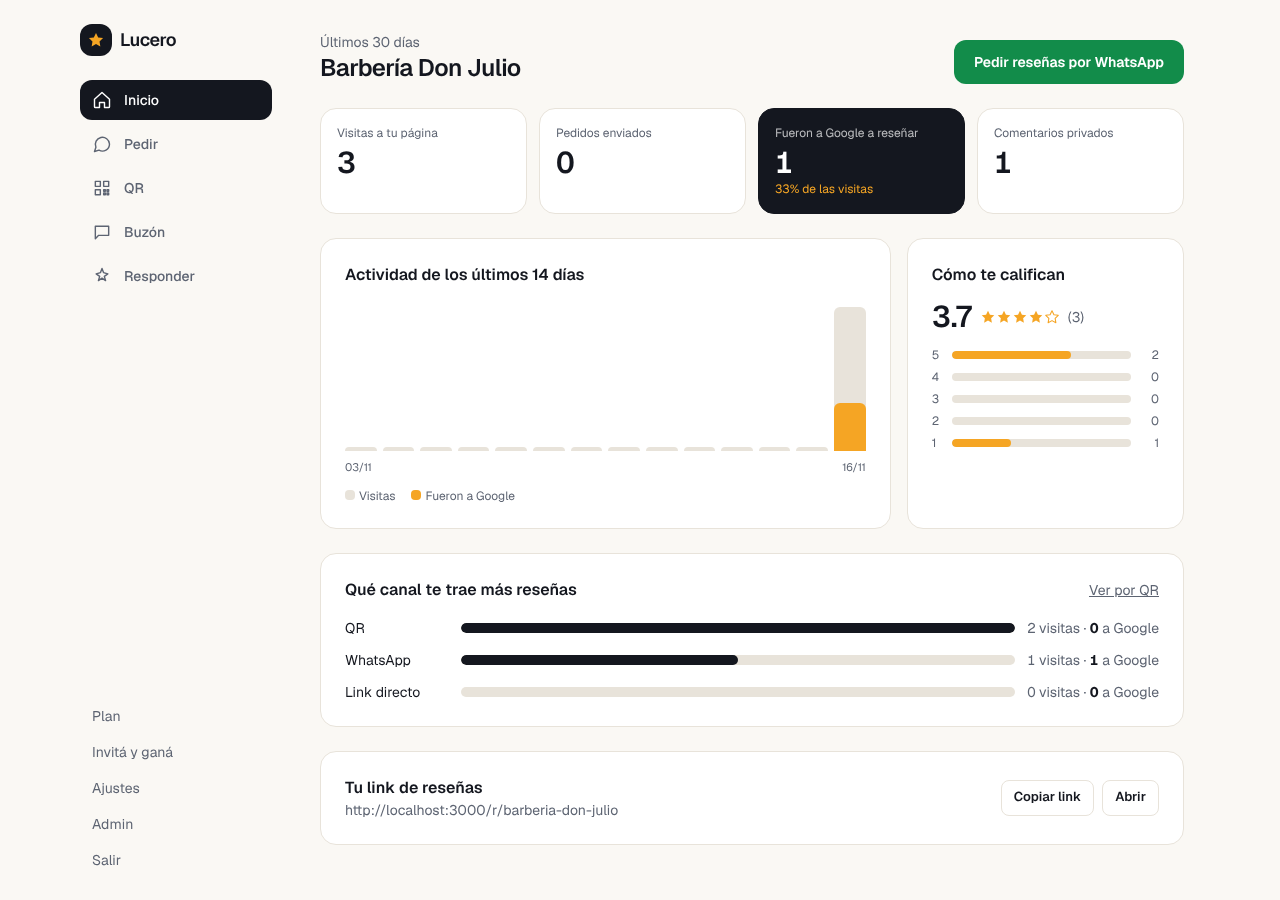 Lucero
Inicio
Pedir
QR
Buzón
Responder
Plan
Invitá y ganá
Ajustes
Admin
Salir
Últimos 30 días
Barbería Don Julio
Pedir reseñas por WhatsApp
Visitas a tu página
3
Pedidos enviados
0
Fueron a Google a reseñar
1
33% de las visitas
Comentarios privados
1
Actividad de los últimos 14 días
03/11
16/11
Visitas
Fueron a Google
Cómo te califican
3.7 (3)
5 2
4 0
3 0
2 0
1 1
Qué canal te trae más reseñas
Ver por QR
QR 2 visitas · 0 a Google
WhatsApp 1 visitas · 1 a Google
Link directo 0 visitas · 0 a Google
Tu link de reseñas
http://localhost:3000/r/barberia-don-julio
Copiar link
Abrir